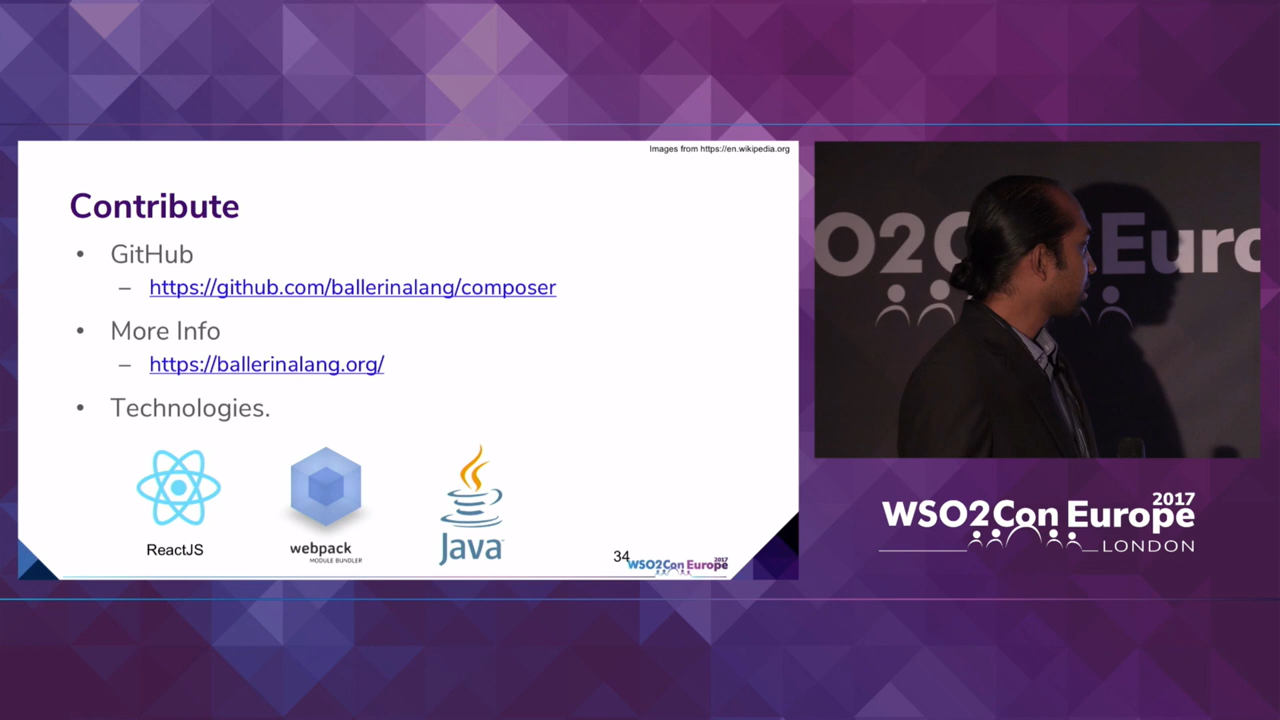 Images from https://en.wikipedia.org
Contribute
• GitHub
– https://github.com/ballerinalang/composer
• More Info
– https://ballerinalang.org/
• Technologies.
ReactJS
webpack
MODULE BUNDLER
Java
34
WSO2Con Europe 2017
O2C Euro
WSO2Con Europe 2017
LONDON